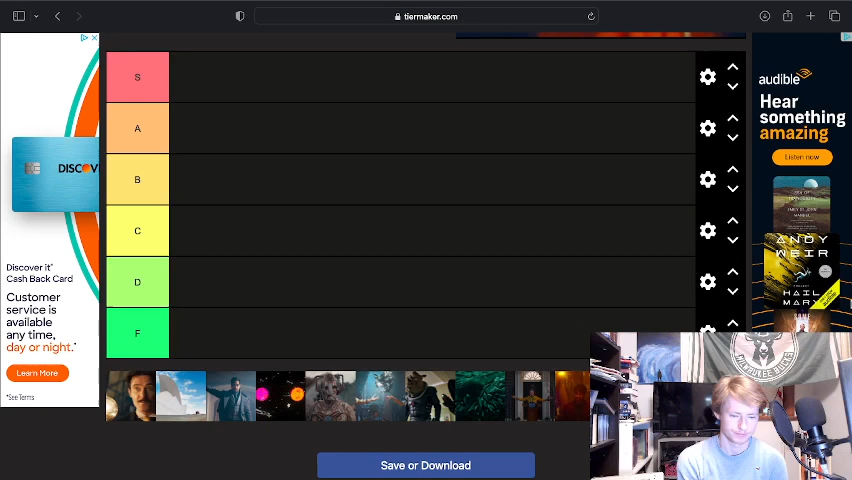 tiermaker.com
S
A
B
C
D
F
Save or Download
DISCOVER
Discover it®
Cash Back Card
Customer
service is
available
any time,
day or night.*
Learn More
*See Terms
audible
Hear
something
amazing
Listen now
ANDY
WEIR
PROJECT
HAIL
MARY
SOME
MILWAUKEE BUCKS